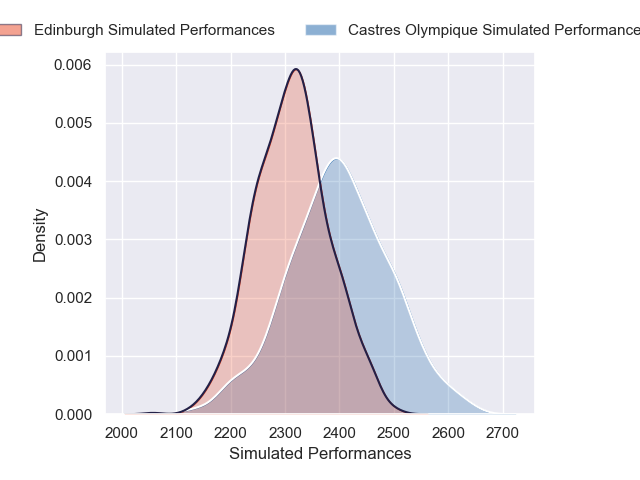 Edinburgh Simulated Performances Castres Olympique Simulated Performance
0.006
0.005
0.004
0.003
0.002
0.001
0.000
Density
2000 2100 2200 2300 2400 2500 2600 2700
Simulated Performances